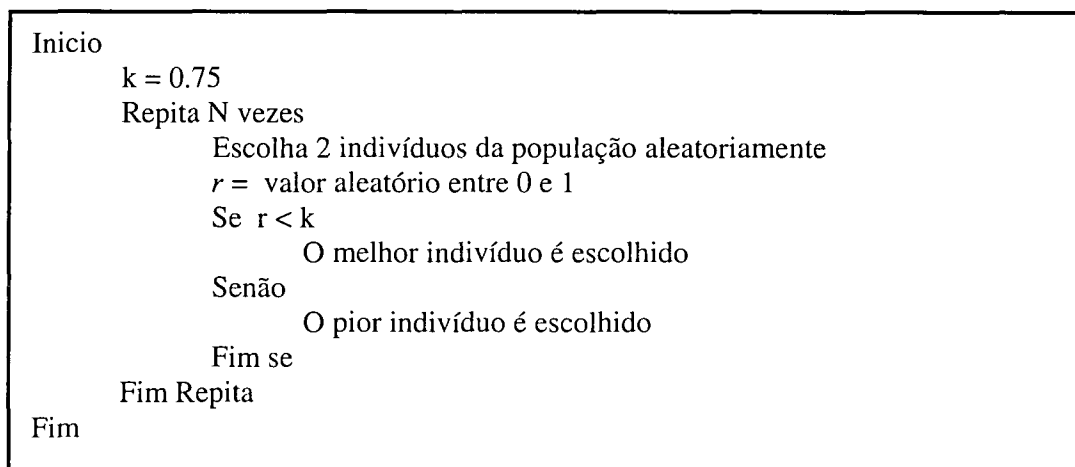 Inicio
k = 0.75
Repita N vezes
Escolha 2 indivíduos da população aleatoriamente
r = valor aleatório entre 0 e 1
Se r < k
O melhor indivíduo é escolhido
Senão
O pior indivíduo é escolhido
Fim se
Fim Repita
Fim